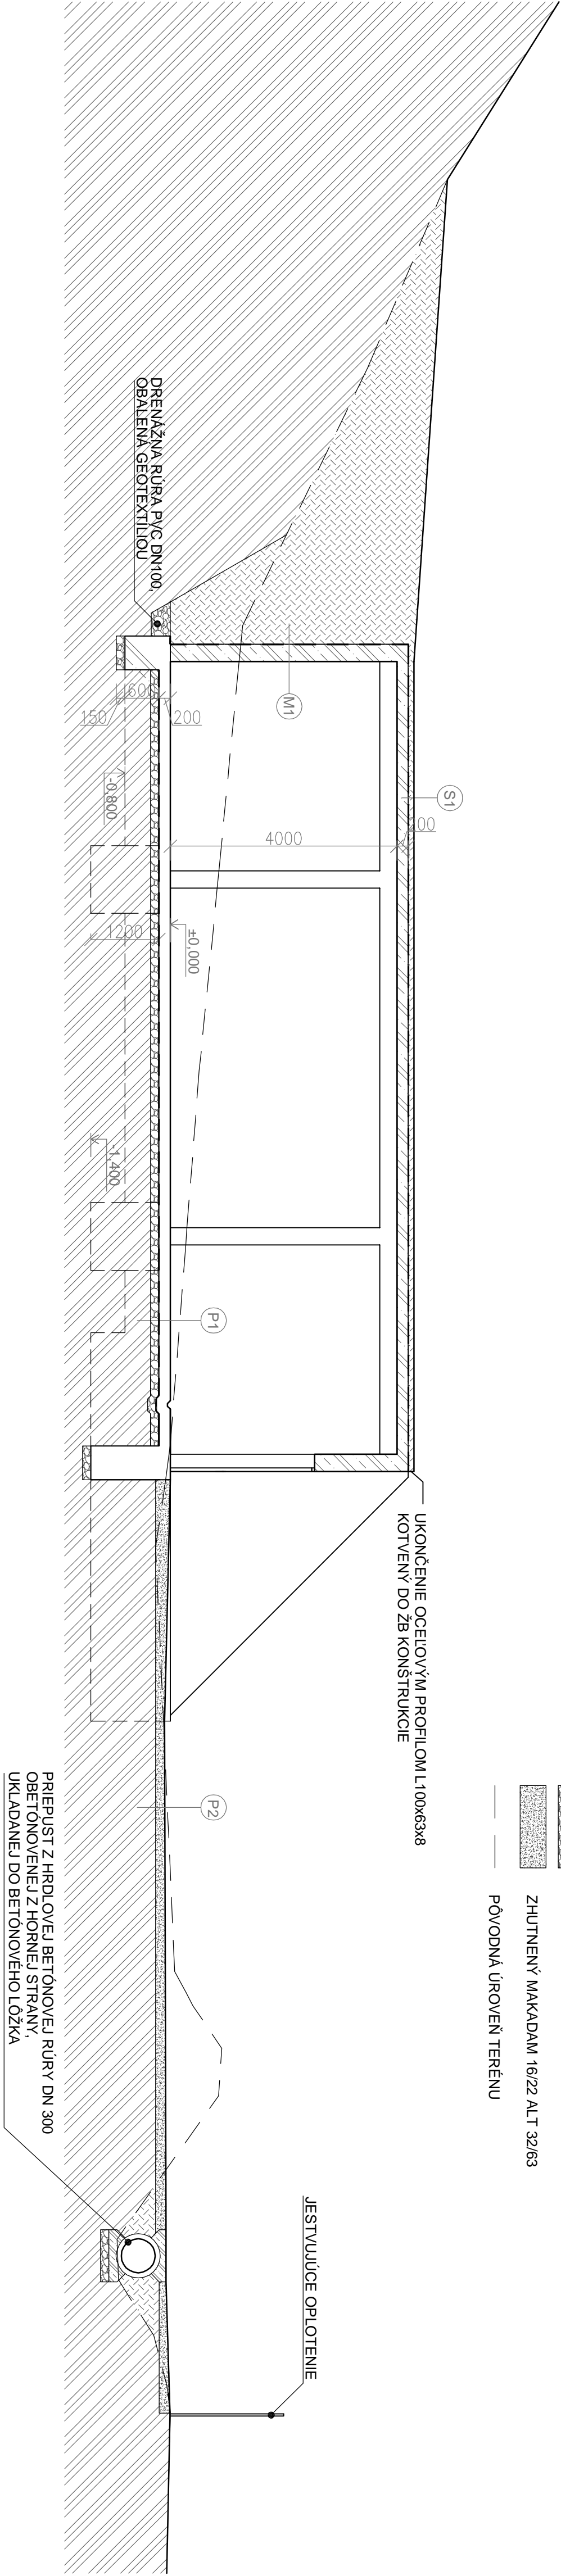 ZHUTNENÝ MAKADAM 16/22 ALT 32/63
PÔVODNÁ ÚROVEŇ TERÉNU
UKONČENIE OCEĽOVÝM PROFILOM L100x63x8
KOTVENÝ DO ŽB KONŠTRUKCIE
S1
M1
4000
±0,000
200
600
150
-0,800
1200
-1,400
P1
P2
DRENÁŽNA RÚRA PVC DN100,
OBALENÁ GEOTEXTÍLIOU
JESTVUJÚCE OPLOTENIE
PRIEPUST Z HRDLOVEJ BETÓNOVEJ RÚRY DN 300
OBETÓNOVENEJ Z HORNEJ STRANY,
UKLADANEJ DO BETÓNOVÉHO LÔŽKA